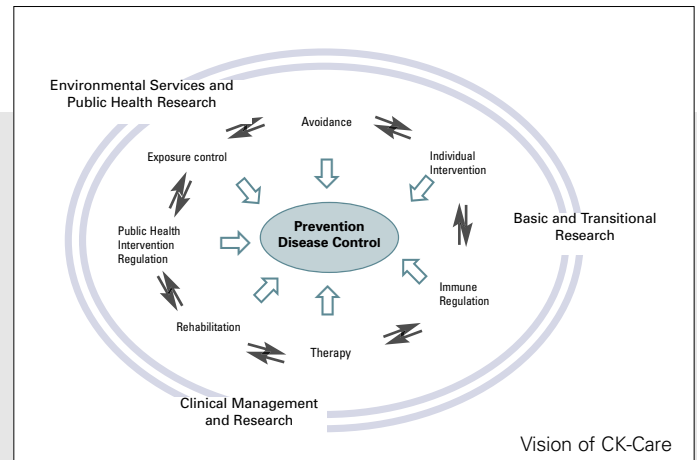 Environmental Services and
Public Health Research
Avoidance
Exposure control
Individual
Intervention
Public Health
Intervention
Regulation
Prevention
Disease Control
Basic and Transitional
Research
Immune
Regulation
Rehabilitation
Therapy
Clinical Management
and Research
Vision of CK-Care